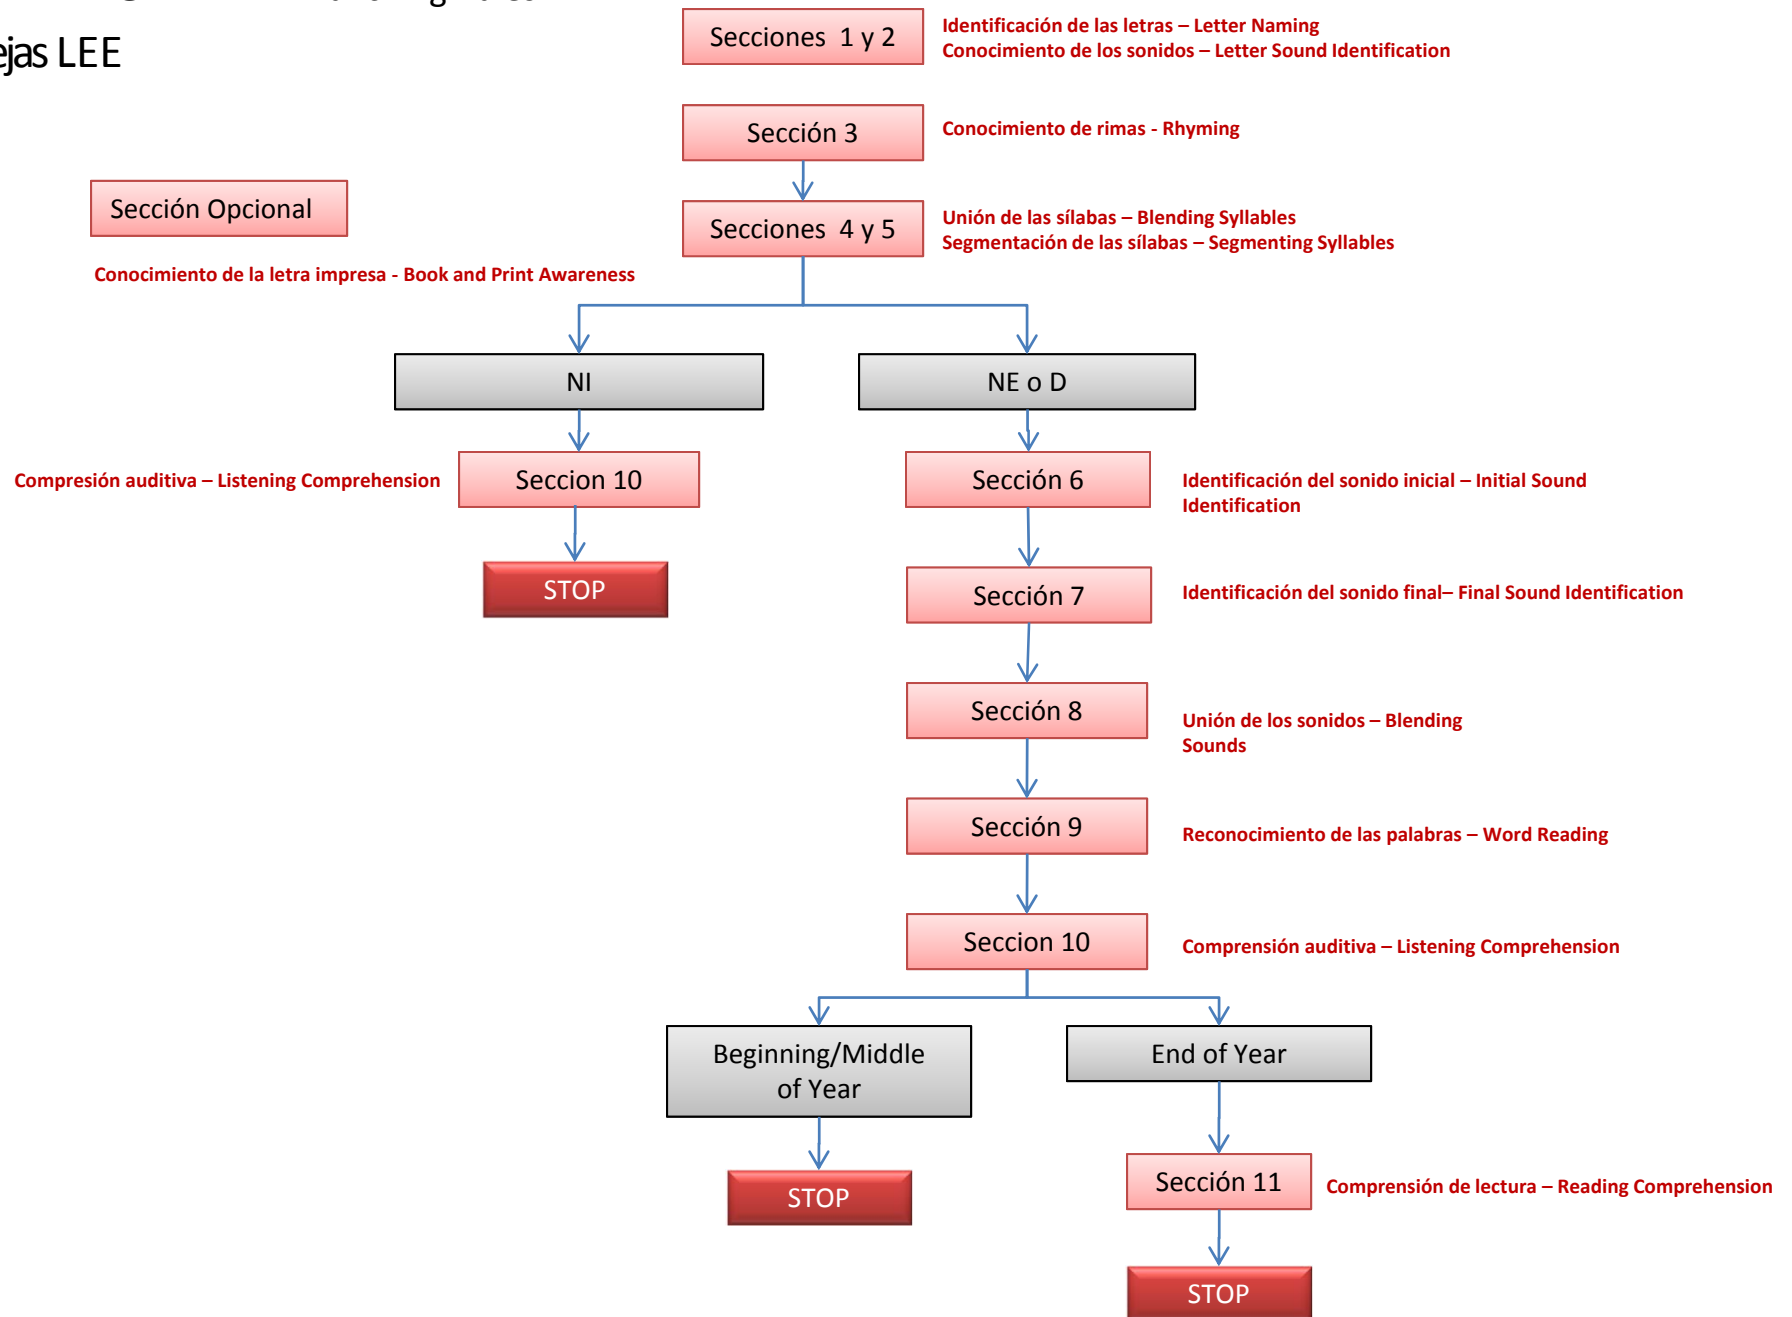 ejas LEE
Secciones 1 y 2
Identificación de las letras – Letter Naming
Conocimiento de los sonidos – Letter Sound Identification
Sección 3
Conocimiento de rimas - Rhyming
Sección Opcional
Conocimiento de la letra impresa - Book and Print Awareness
Secciones 4 y 5
Unión de las sílabas – Blending Syllables
Segmentación de las sílabas – Segmenting Syllables
NI
NE o D
Compresión auditiva – Listening Comprehension
Seccion 10
STOP
Sección 6
Identificación del sonido inicial – Initial Sound
Identification
Sección 7
Identificación del sonido final– Final Sound Identification
Sección 8
Unión de los sonidos – Blending
Sounds
Sección 9
Reconocimiento de las palabras – Word Reading
Seccion 10
Comprensión auditiva – Listening Comprehension
Beginning/Middle
of Year
End of Year
STOP
Sección 11
Comprensión de lectura – Reading Comprehension
STOP